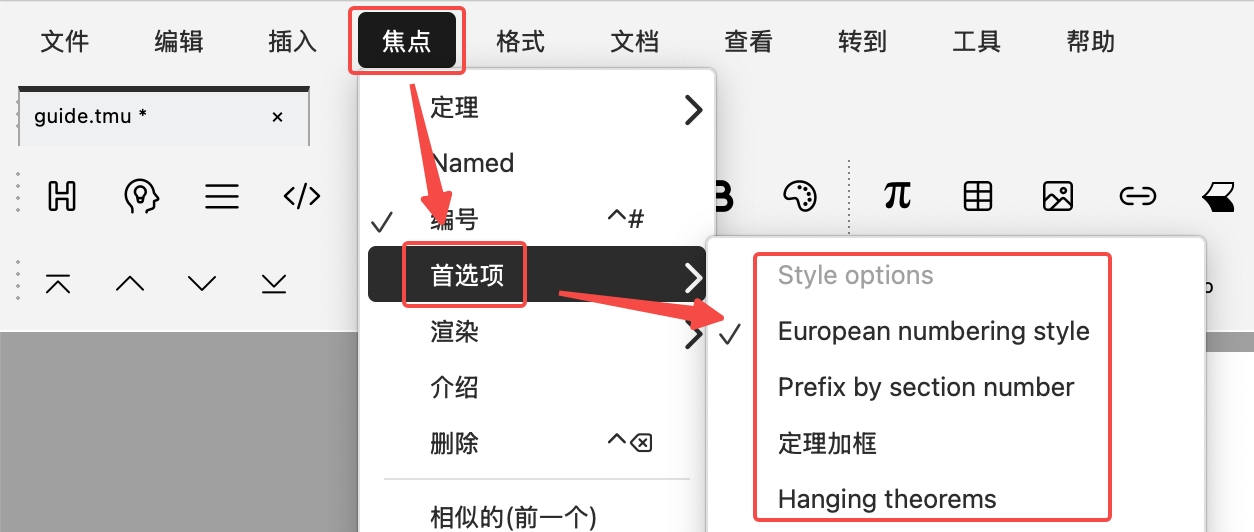 文件 编辑 插入 焦点 格式 文档 查看 转到 工具 帮助
guide.tmu * ×
定理
Named
编号 ^#
首选项
渲染
介绍
删除 ^⌫
相似的(前一个)
Style options
European numbering style
Prefix by section number
定理加框
Hanging theorems